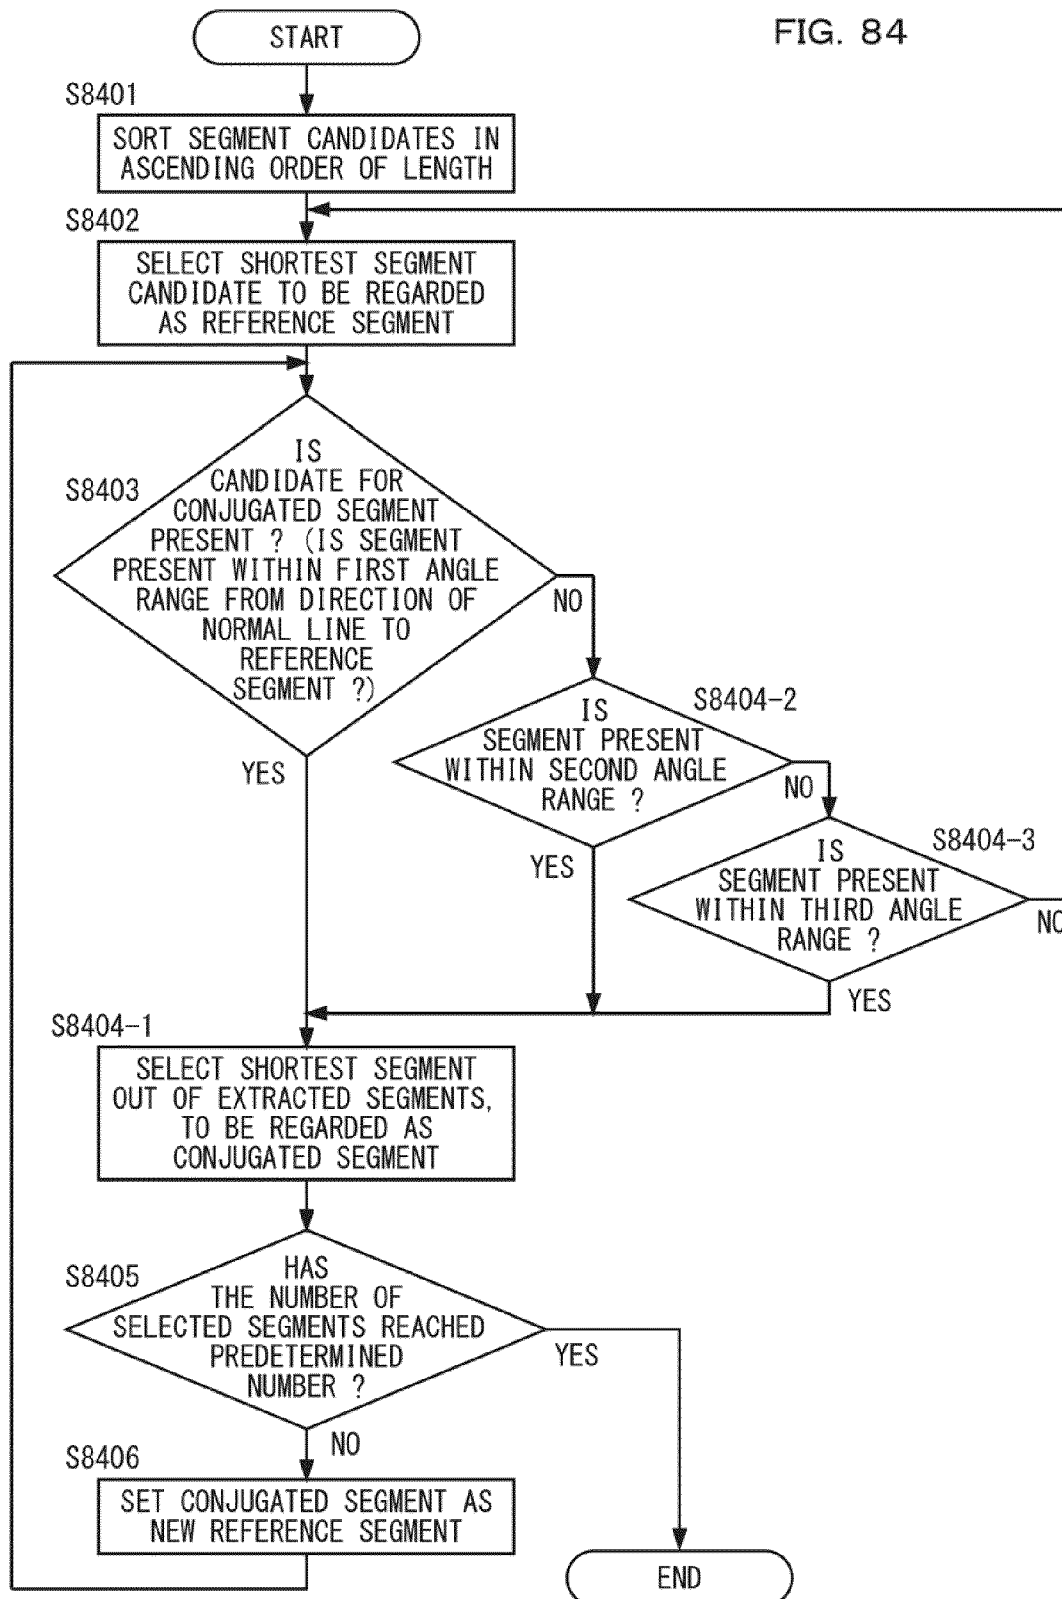 FIG. 84
START
S8401
SORT SEGMENT CANDIDATES IN
ASCENDING ORDER OF LENGTH
S8402
SELECT SHORTEST SEGMENT
CANDIDATE TO BE REGARDED
AS REFERENCE SEGMENT
S8403
IS
CANDIDATE FOR
CONJUGATED SEGMENT
PRESENT ? (IS SEGMENT
PRESENT WITHIN FIRST ANGLE
RANGE FROM DIRECTION OF
NORMAL LINE TO
REFERENCE
SEGMENT ?)
NO
YES
S8404-2
IS
SEGMENT PRESENT
WITHIN SECOND ANGLE
RANGE ?
NO
YES
S8404-3
IS
SEGMENT PRESENT
WITHIN THIRD ANGLE
RANGE ?
NO
YES
S8404-1
SELECT SHORTEST SEGMENT
OUT OF EXTRACTED SEGMENTS,
TO BE REGARDED AS
CONJUGATED SEGMENT
S8405
HAS
THE NUMBER OF
SELECTED SEGMENTS REACHED
PREDETERMINED
NUMBER ?
YES
NO
S8406
SET CONJUGATED SEGMENT AS
NEW REFERENCE SEGMENT
END